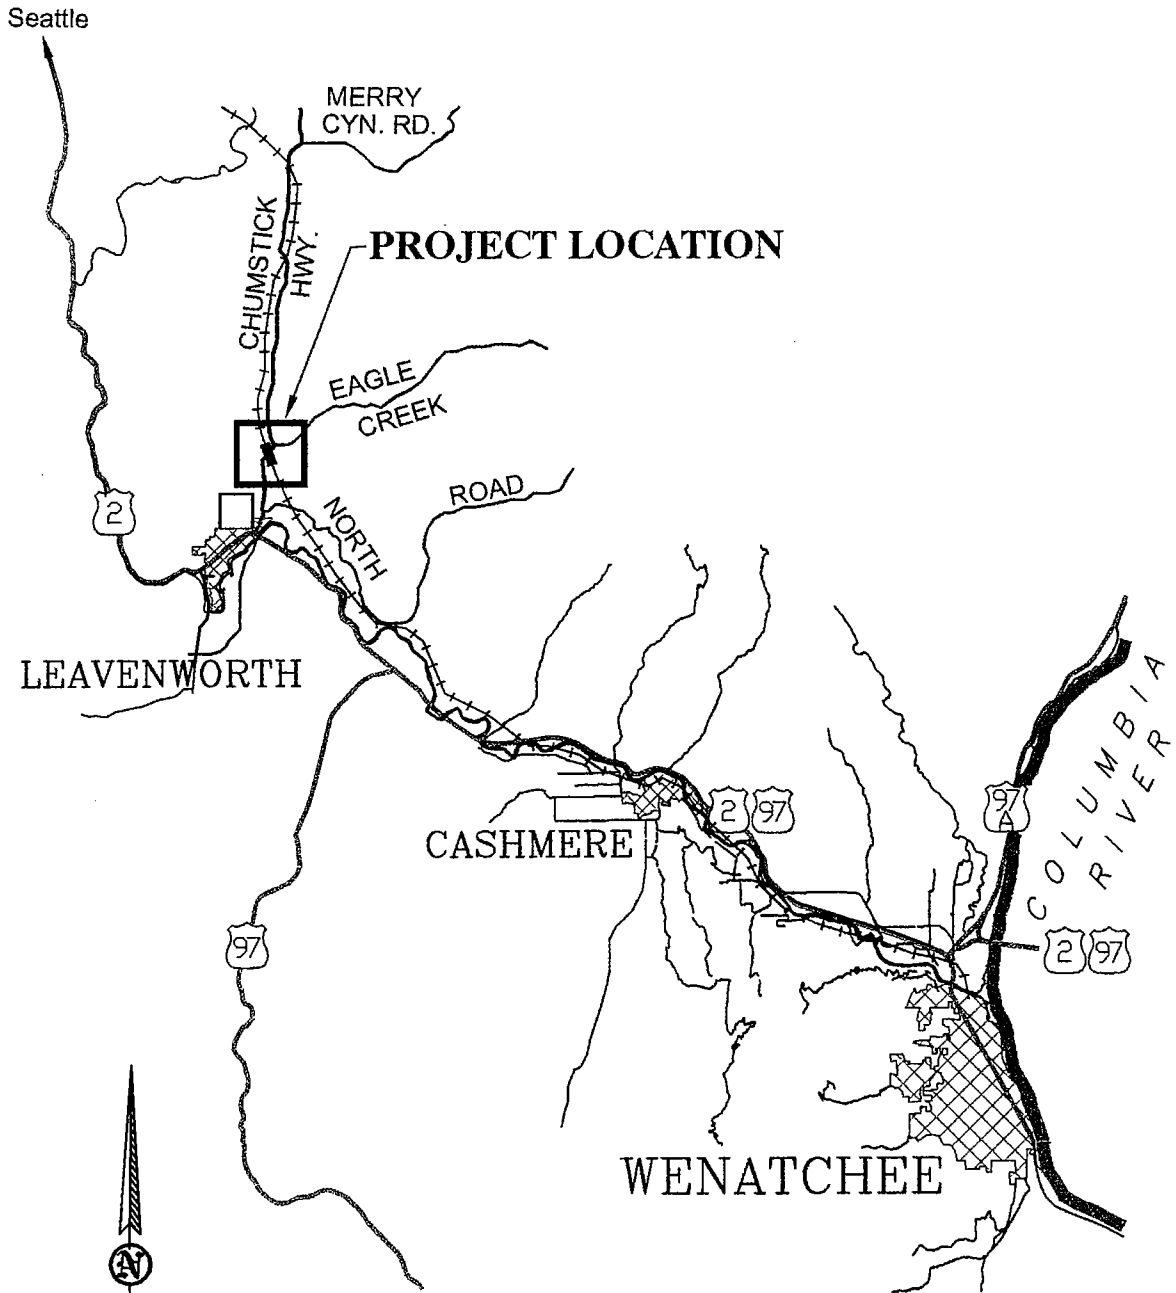 Seattle
MERRY
CYN. RD.
CHUMSTICK
HWY.
PROJECT LOCATION
EAGLE
CREEK
ROAD
NORTH
2
LEAVENWORTH
COLUMBIA
RIVER
97
A
2 97
CASHMERE
97
2 97
WENATCHEE
N